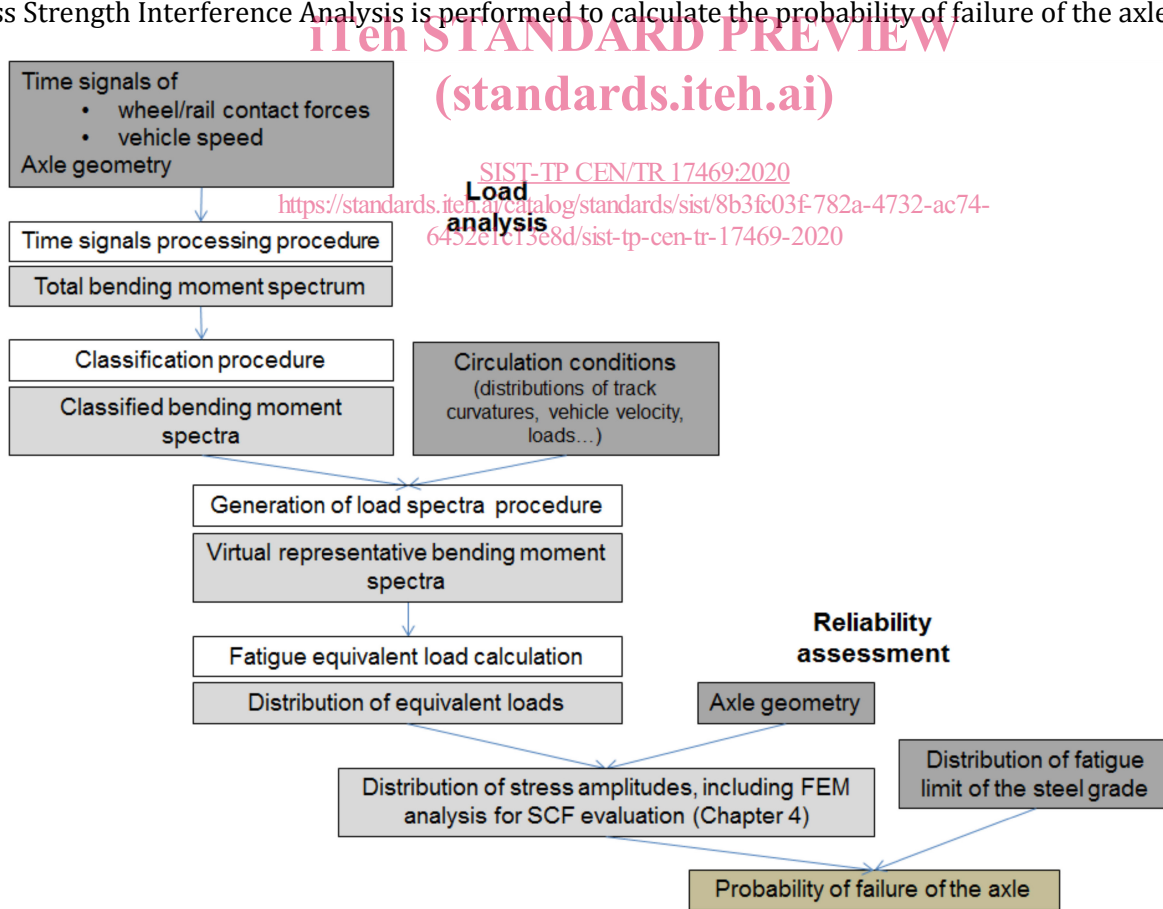 ss Strength Interference Analysis is performed to calculate the probability of failure of the axle
iTeh STANDARD PREVIEW
(standards.iteh.ai)
Time signals of
• wheel/rail contact forces
• vehicle speed
Axle geometry
SIST-TP CEN/TR 17469:2020
Load
analysis
https://standards.iteh.ai/catalog/standards/sist/8b3fc03f-782a-4732-ac74-
6452e1c13e8d/sist-tp-cen-tr-17469-2020
Time signals processing procedure
Total bending moment spectrum
Classification procedure
Classified bending moment
spectra
Circulation conditions
(distributions of track
curvatures, vehicle velocity,
loads...)
Generation of load spectra procedure
Virtual representative bending moment
spectra
Fatigue equivalent load calculation
Distribution of equivalent loads
Reliability
assessment
Axle geometry
Distribution of fatigue
limit of the steel grade
Distribution of stress amplitudes, including FEM
analysis for SCF evaluation (Chapter 4)
Probability of failure of the axle